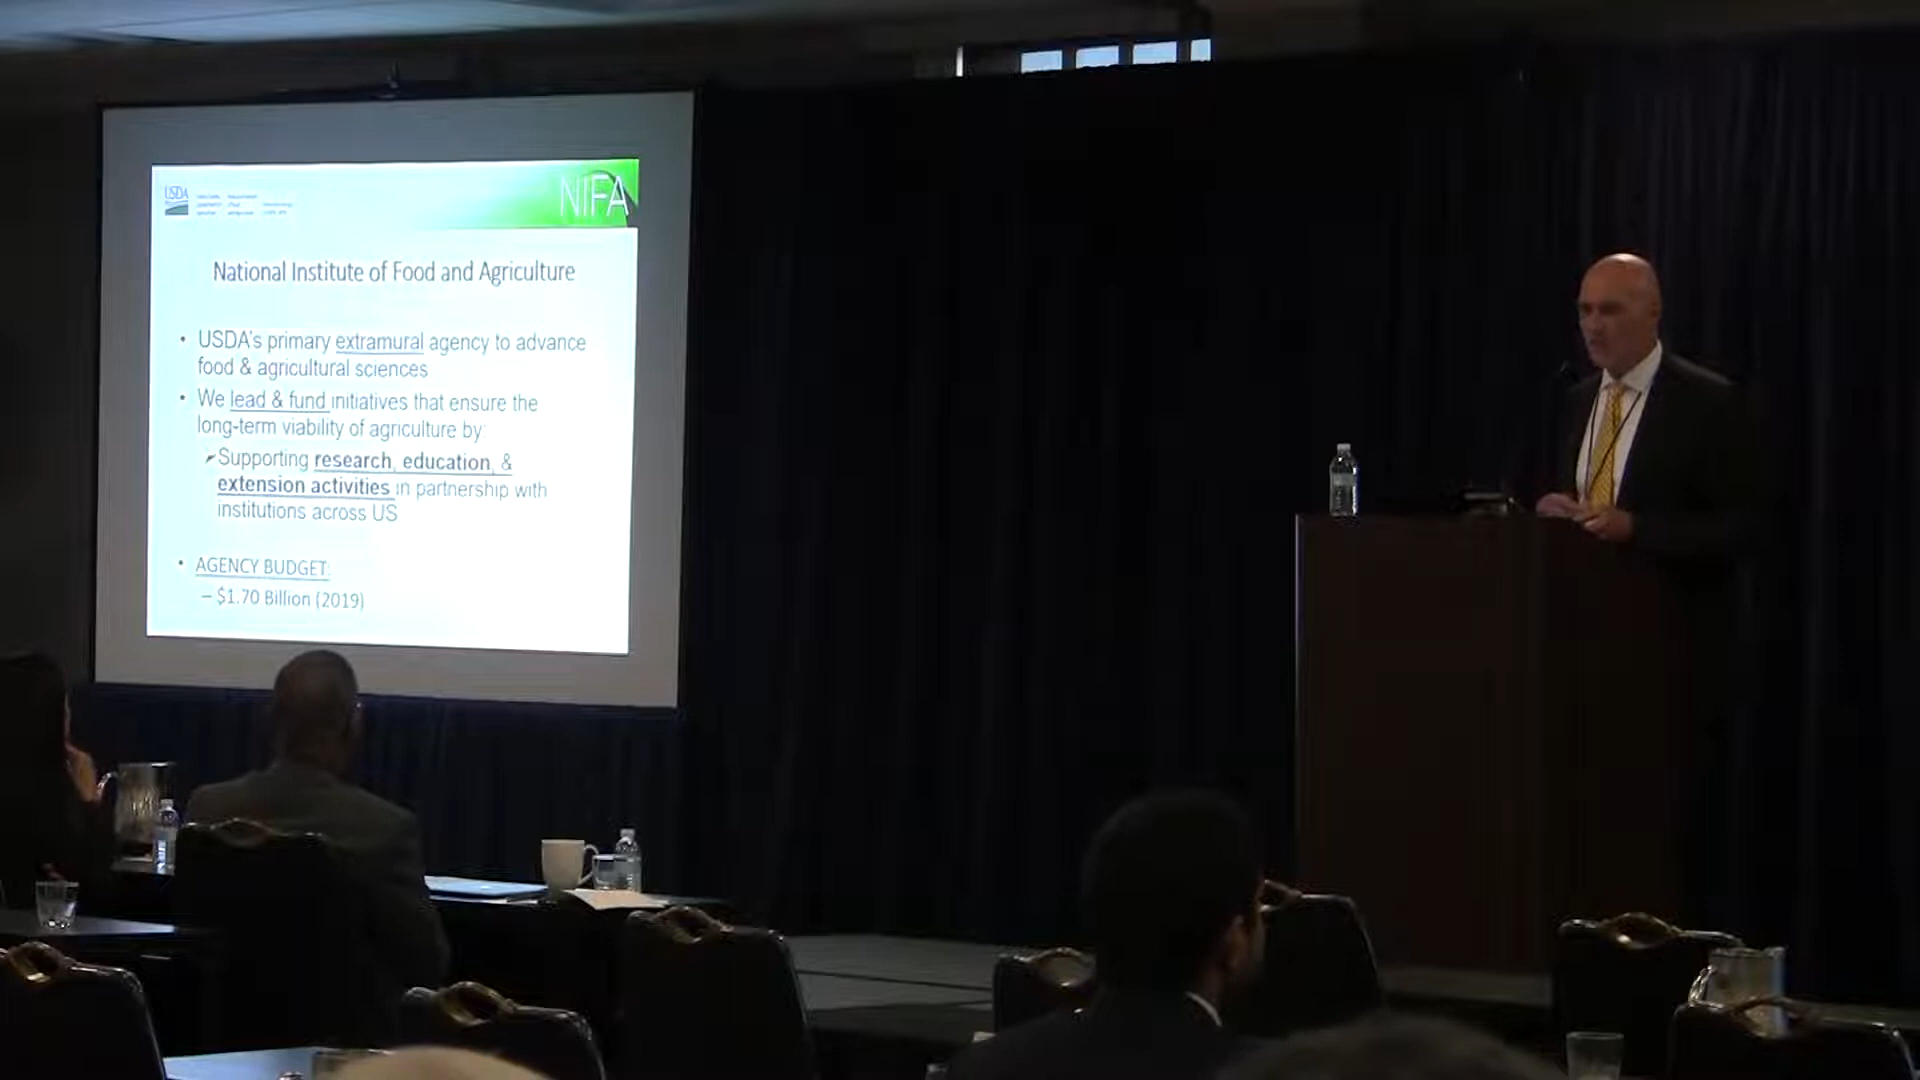 USDA
NIFA
National Institute of Food and Agriculture
• USDA's primary extramural agency to advance
food & agricultural sciences
• We lead & fund initiatives that ensure the
long-term viability of agriculture by:
➢Supporting research, education, &
extension activities in partnership with
institutions across US
• AGENCY BUDGET:
– $1.70 Billion (2019)